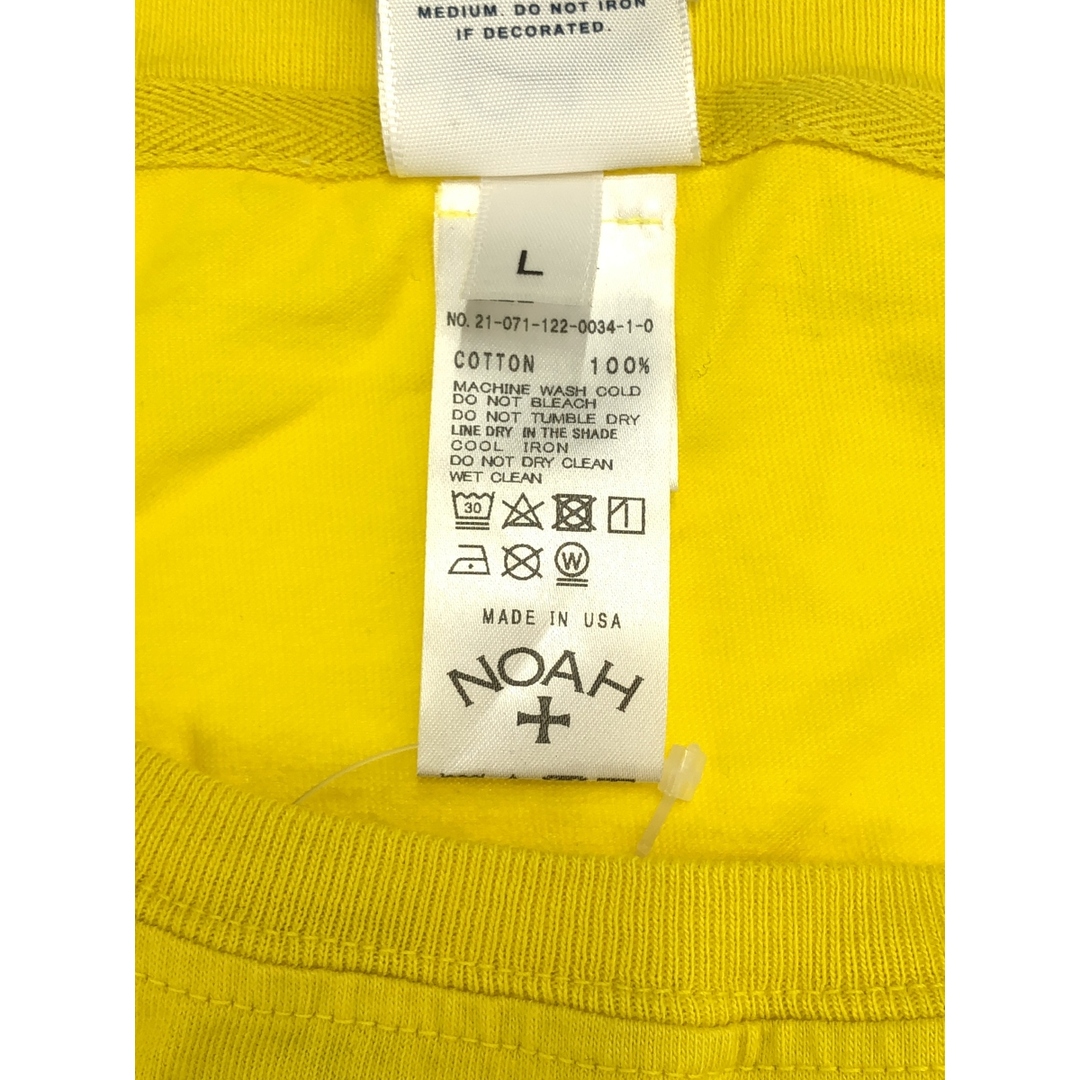 MEDIUM. DO NOT IRON
IF DECORATED.
L
NO. 21-071-122-0034-1-0
COTTON 100%
MACHINE WASH COLD
DO NOT BLEACH
DO NOT TUMBLE DRY
LINE DRY IN THE SHADE
COOL IRON
DO NOT DRY CLEAN
WET CLEAN
30
W
MADE IN USA
NOAH